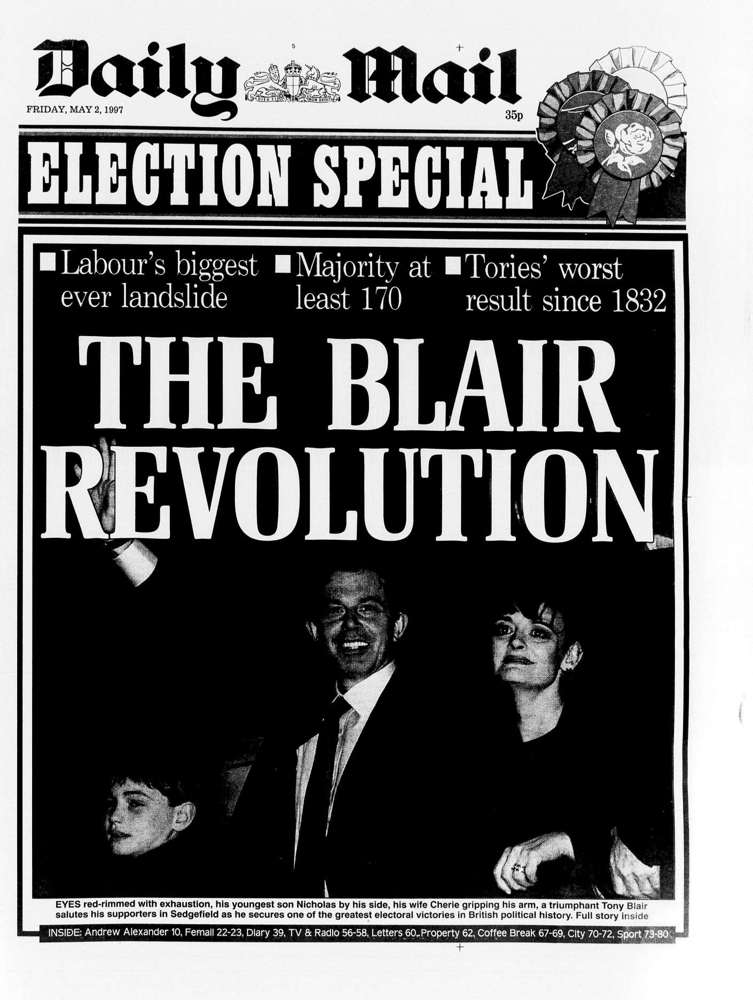 5
Daily Mail
DIEU ET MON DROIT
FRIDAY, MAY 2, 1997
35p
ELECTION SPECIAL
■ Labour's biggest
ever landslide
■ Majority at
least 170
■ Tories' worst
result since 1832
THE BLAIR
REVOLUTION
EYES red-rimmed with exhaustion, his youngest son Nicholas by his side, his wife Cherie gripping his arm, a triumphant Tony Blair
salutes his supporters in Sedgefield as he secures one of the greatest electoral victories in British political history. Full story inside
INSIDE: Andrew Alexander 10, Femail 22-23, Diary 39, TV & Radio 56-58, Letters 60, Property 62, Coffee Break 67-69, City 70-72, Sport 73-80